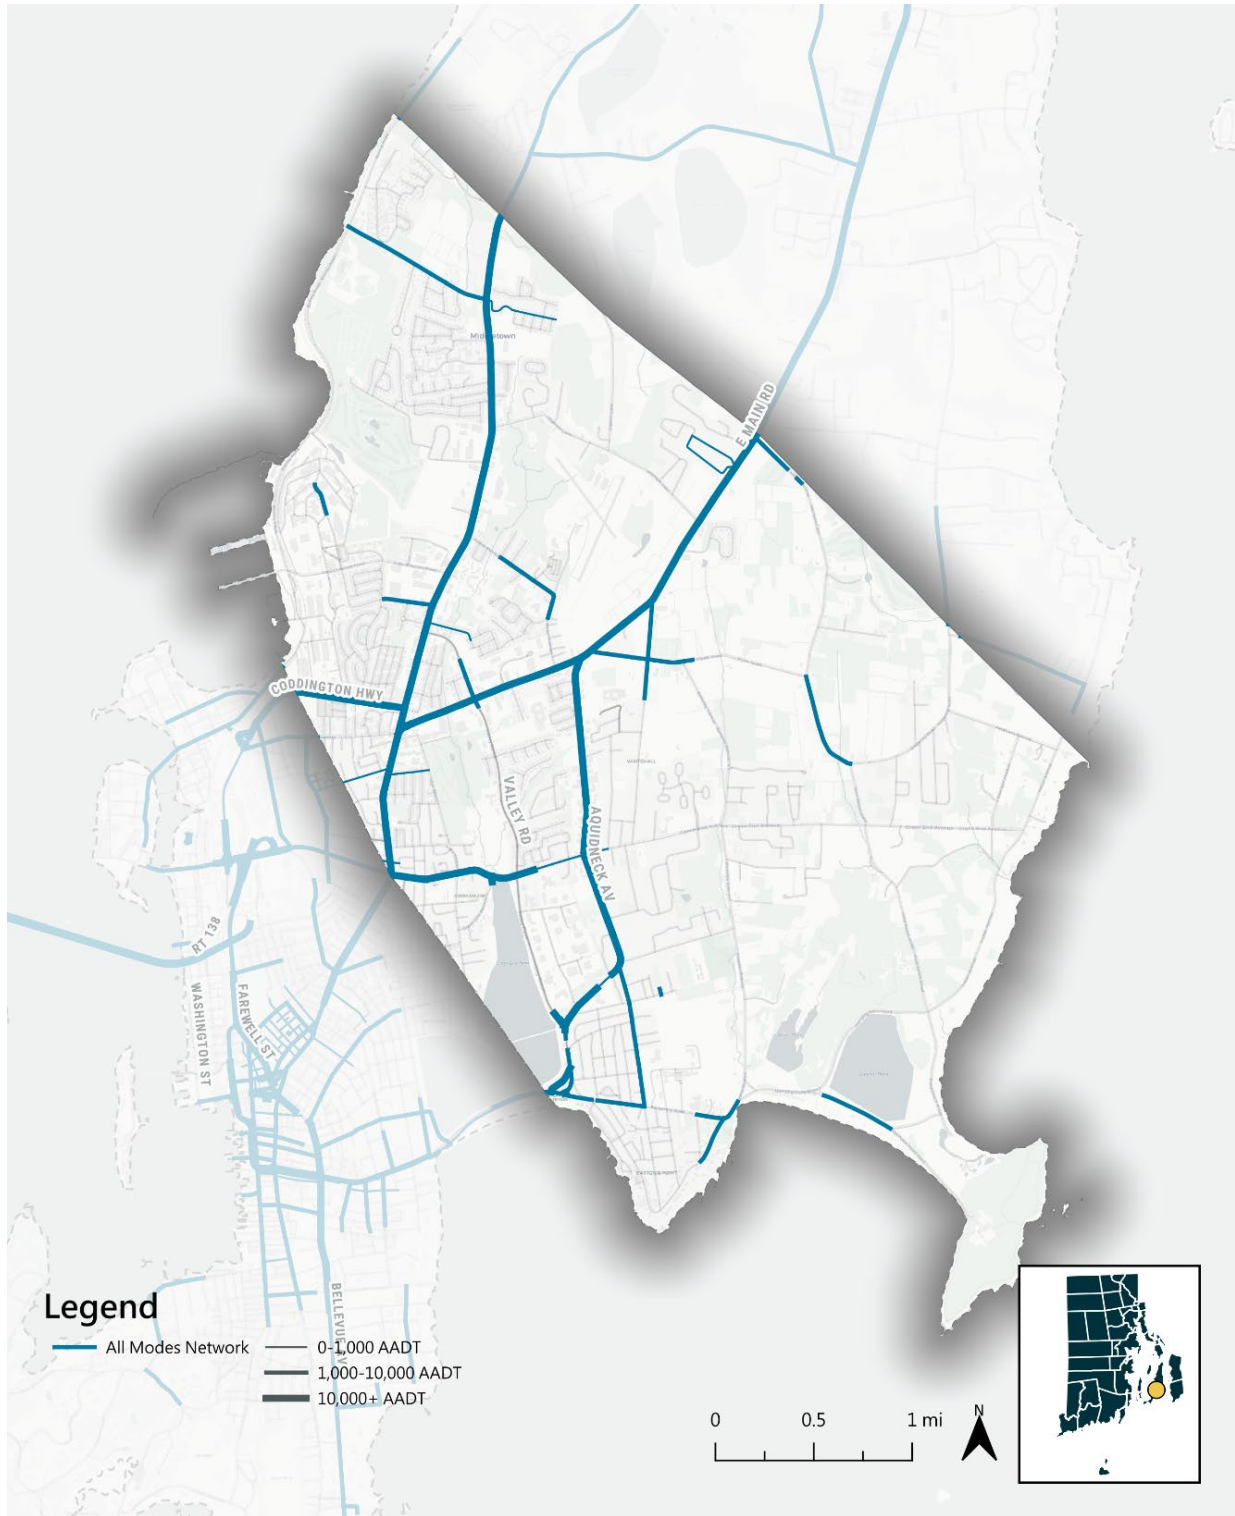 Middletown
E MAIN RD
CODDINGTON HWY
VALLEY RD
AQUIDNECK AV
RT 138
WASHINGTON ST
FAREWELL ST
BELLEVUE AV
Legend
All Modes Network
0-1,000 AADT
1,000-10,000 AADT
10,000+ AADT
0 0.5 1 mi
N